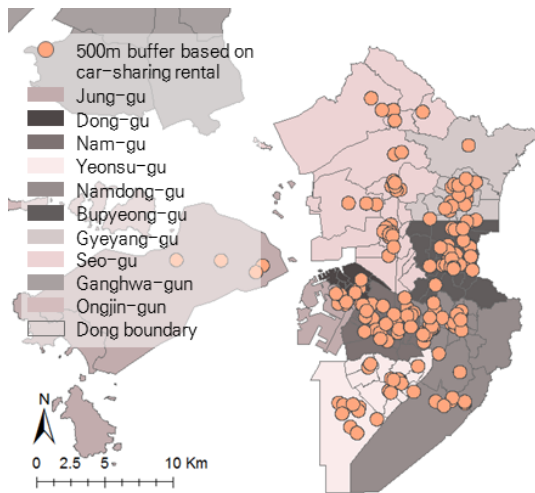 500m buffer based on
car-sharing rental
Jung-gu
Dong-gu
Nam-gu
Yeonsu-gu
Namdong-gu
Bupyeong-gu
Gyeyang-gu
Seo-gu
Ganghwa-gun
Ongjin-gun
Dong boundary
N
0 2.5 5 10 Km